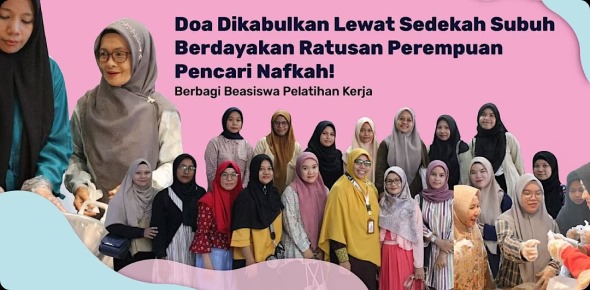 Doa Dikabulkan Lewat Sedekah Subuh
Berdayakan Ratusan Perempuan
Pencari Nafkah!
Berbagi Beasiswa Pelatihan Kerja